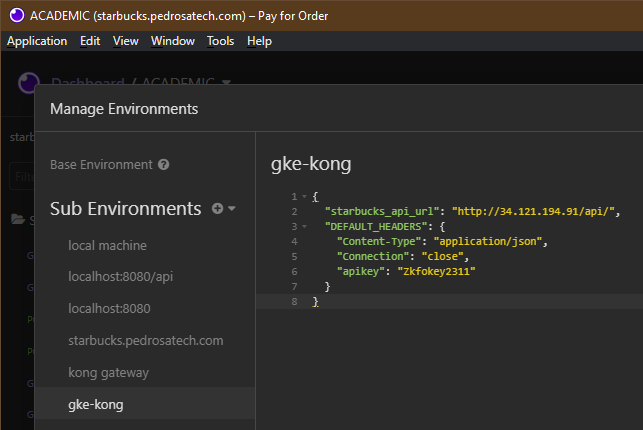 ACADEMIC (starbucks.pedrosatech.com) – Pay for Order
Application Edit View Window Tools Help
Dashboard / ACADEMIC
Manage Environments
starb
Filte
Base Environment
Sub Environments
local machine
localhost:8080/api
localhost:8080
starbucks.pedrosatech.com
kong gateway
gke-kong
gke-kong
1 {
2 "starbucks_api_url": "http://34.121.194.91/api/",
3 "DEFAULT_HEADERS": {
4 "Content-Type": "application/json",
5 "Connection": "close",
6 "apikey": "Zkfokey2311"
7 }
8 }